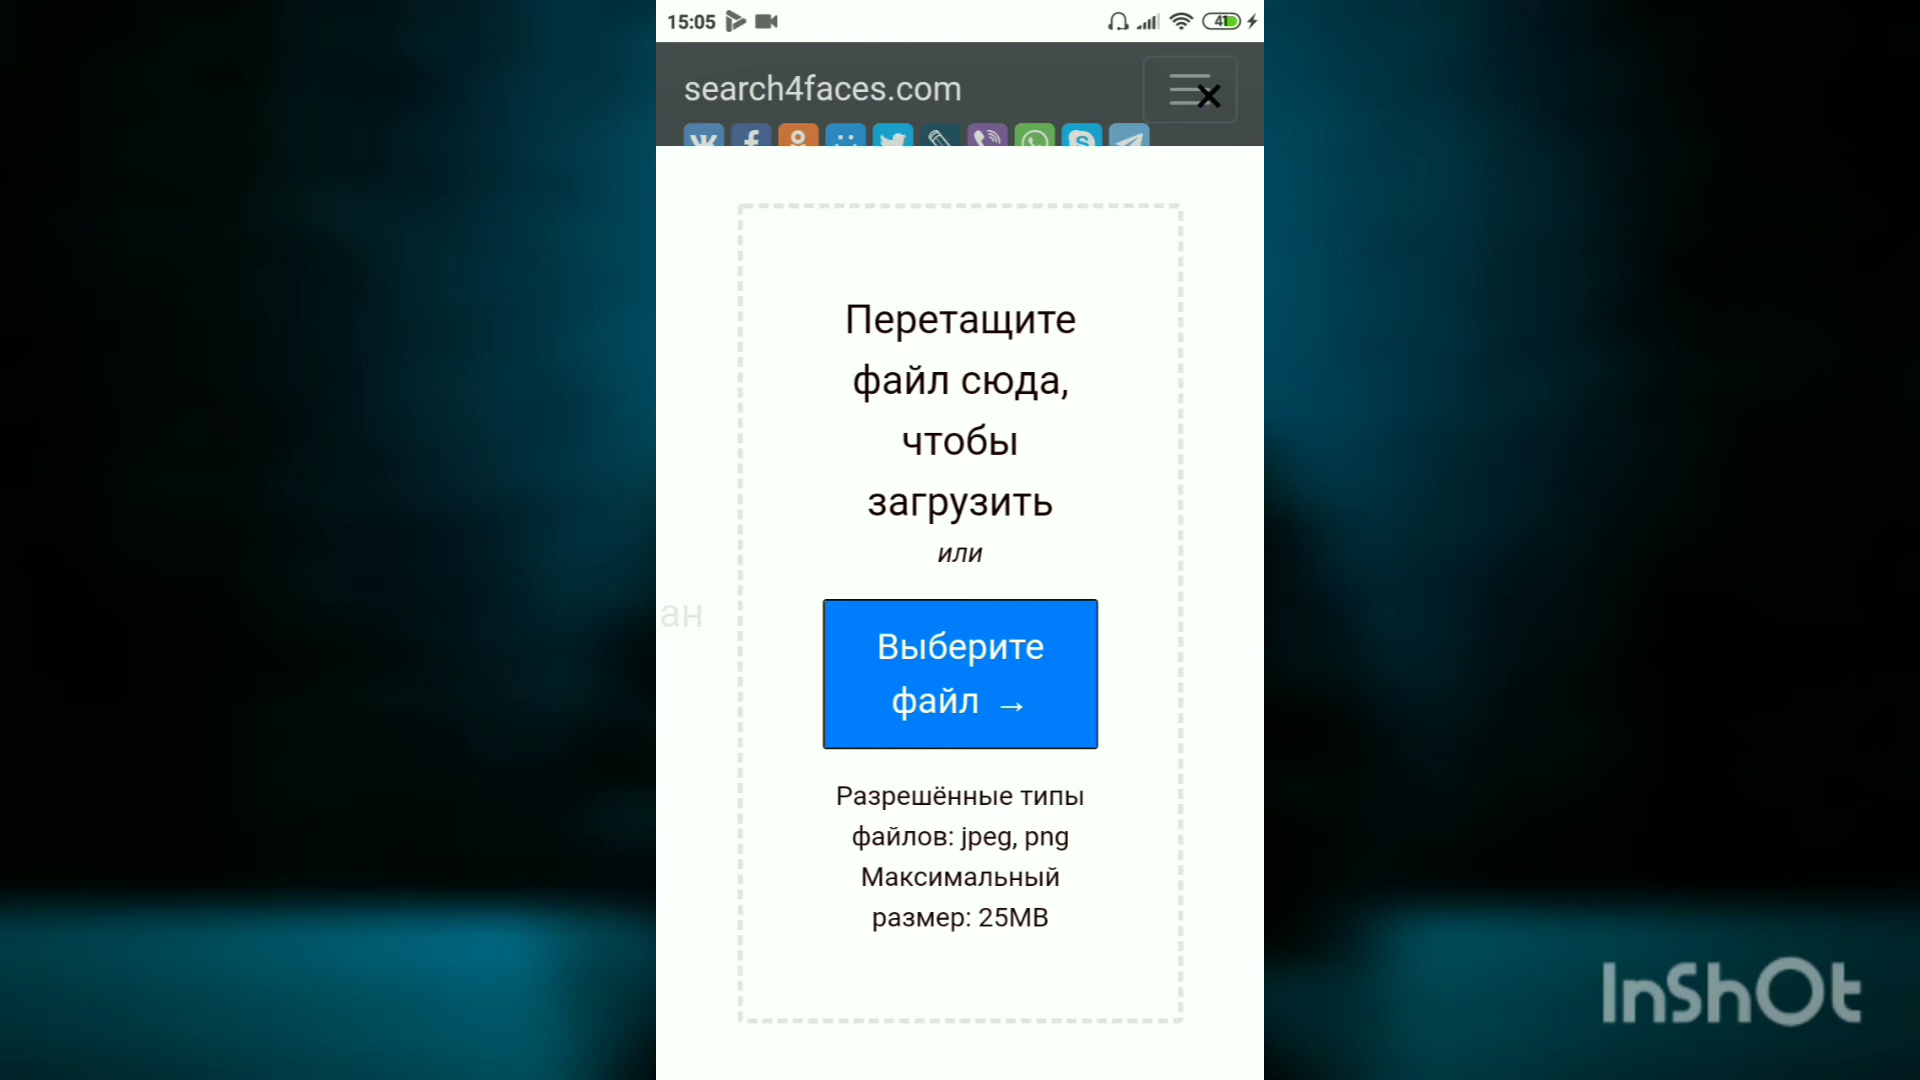 15:05
41
search4faces.com
Перетащите
файл сюда,
чтобы
загрузить
или
ан
Выберите
файл →
Разрешённые типы
файлов: jpeg, png
Максимальный
размер: 25MB
InShOt